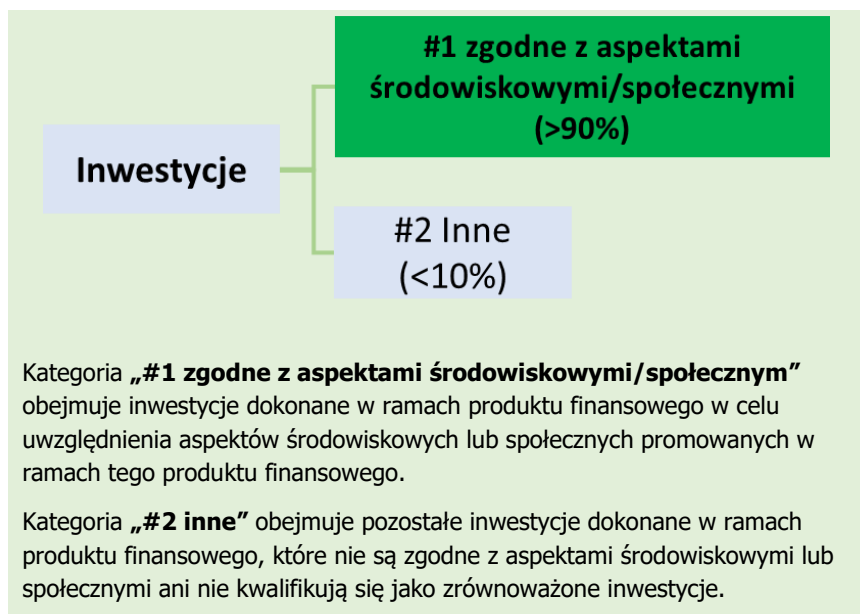 #1 zgodne z aspektami
środowiskowymi/społecznymi
(>90%)
Inwestycje
#2 Inne
(<10%)
Kategoria „#1 zgodne z aspektami środowiskowymi/społecznym”
obejmuje inwestycje dokonane w ramach produktu finansowego w celu
uwzględnienia aspektów środowiskowych lub społecznych promowanych w
ramach tego produktu finansowego.
Kategoria „#2 inne” obejmuje pozostałe inwestycje dokonane w ramach
produktu finansowego, które nie są zgodne z aspektami środowiskowymi lub
społecznymi ani nie kwalifikują się jako zrównoważone inwestycje.